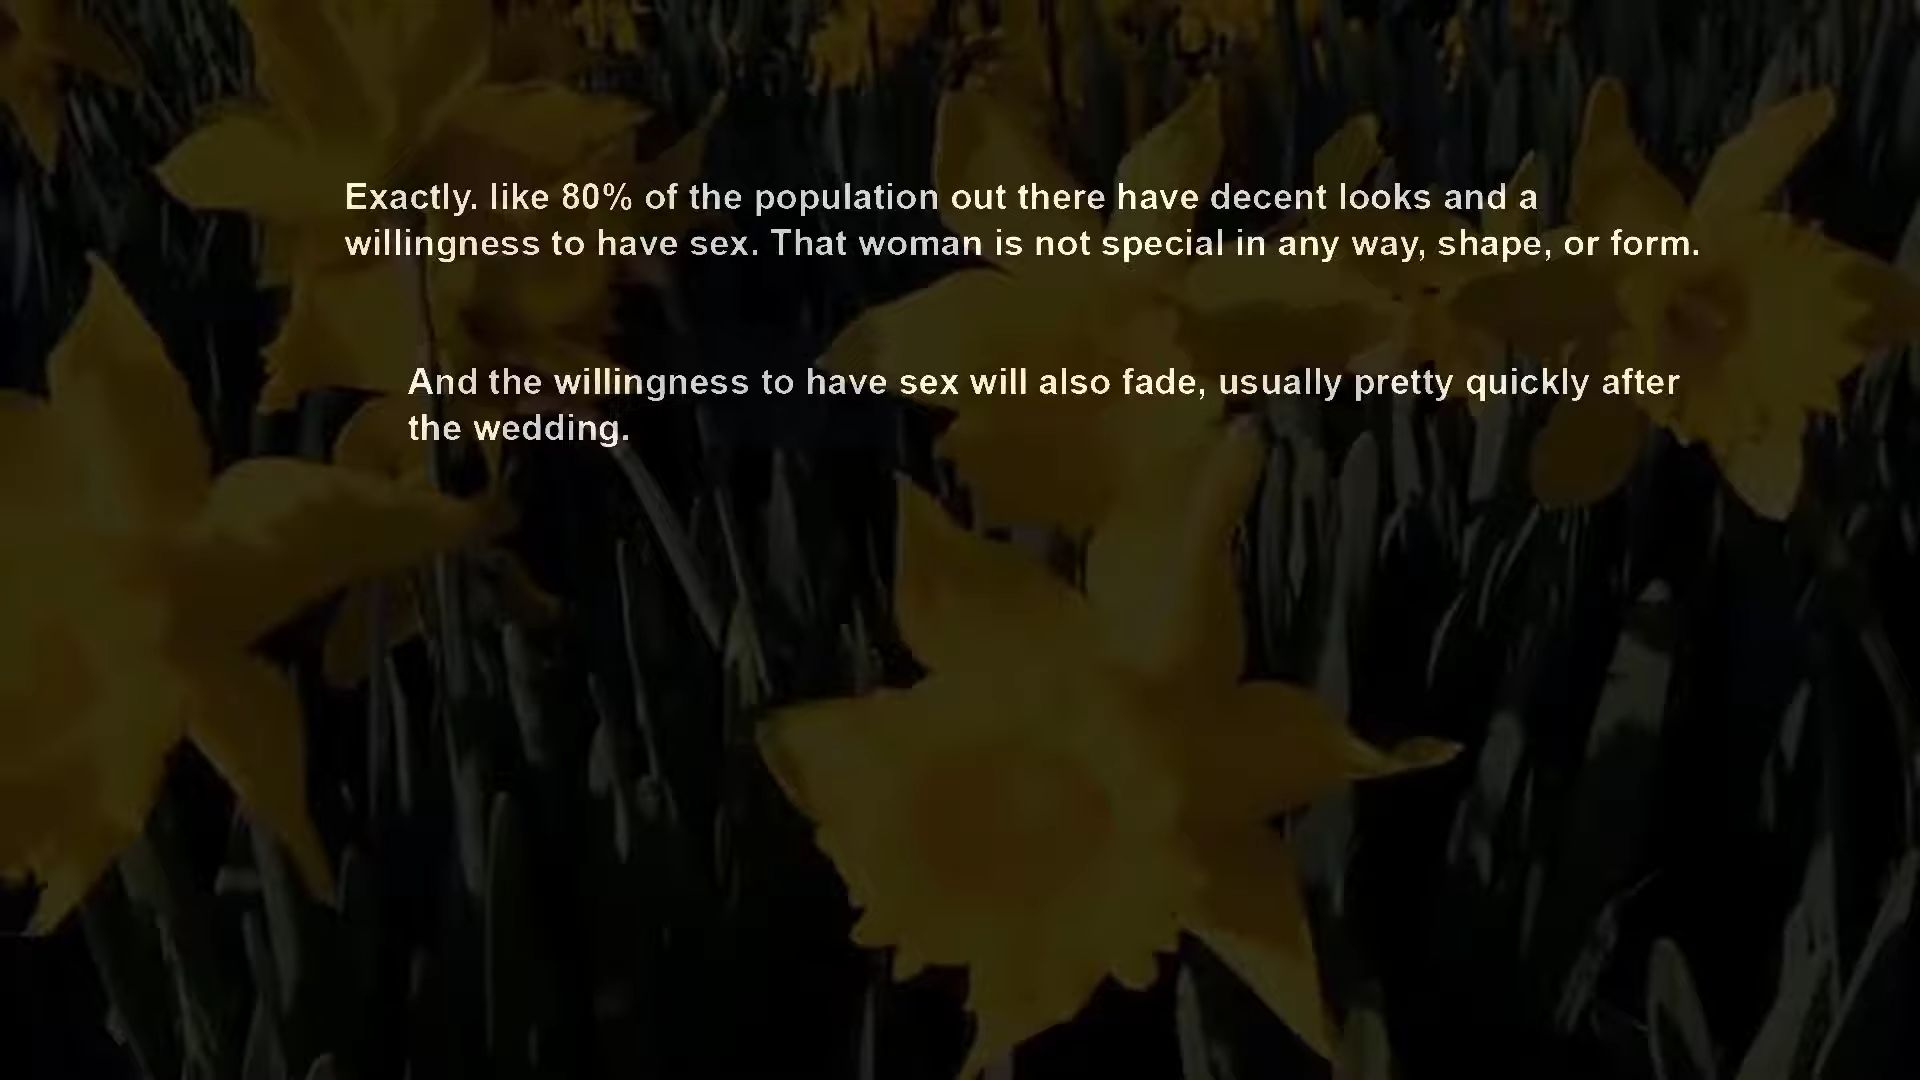 Exactly. like 80% of the population out there have decent looks and a
willingness to have sex. That woman is not special in any way, shape, or form.
And the willingness to have sex will also fade, usually pretty quickly after
the wedding.